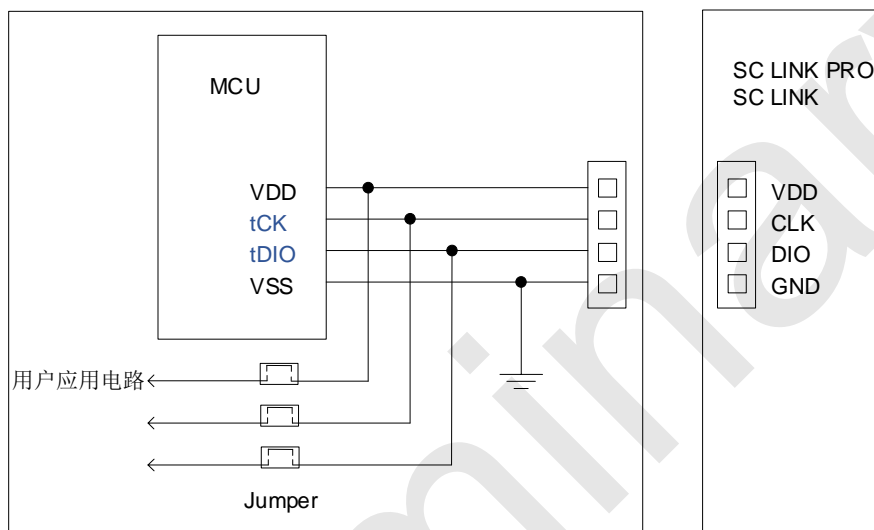 MCU
VDD
tCK
tDIO
VSS
用户应用电路
Jumper
SC LINK PRO
SC LINK
VDD
CLK
DIO
GND